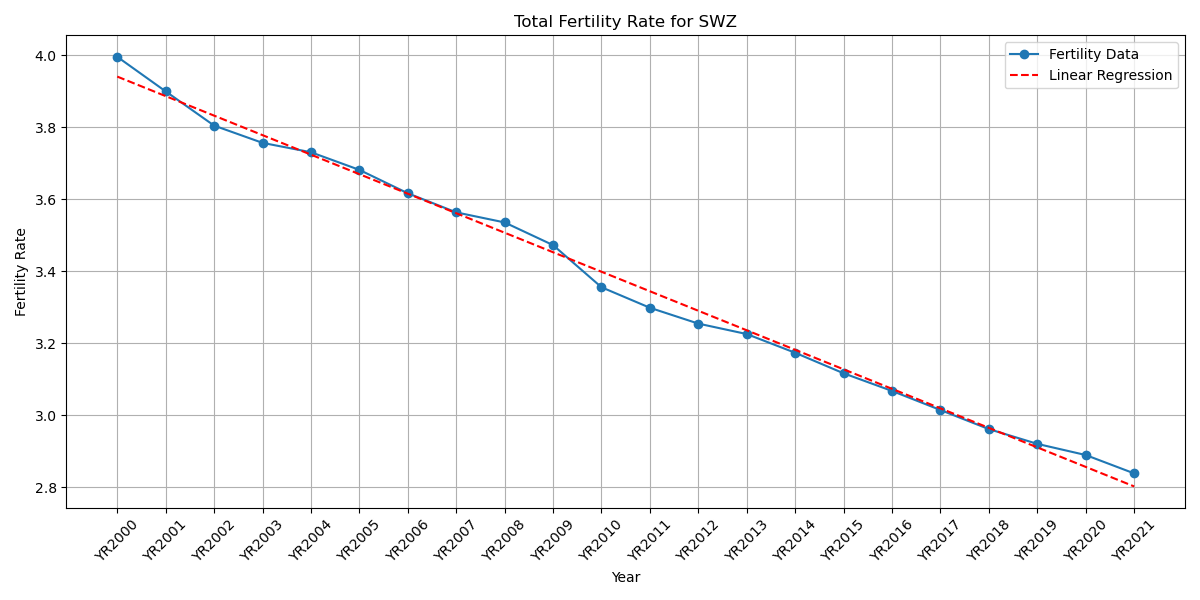 Total Fertility Rate for SWZ
Fertility Data
Linear Regression
Fertility Rate
4.0
3.8
3.6
3.4
3.2
3.0
2.8
YR2000
YR2001
YR2002
YR2003
YR2004
YR2005
YR2006
YR2007
YR2008
YR2009
YR2010
YR2011
YR2012
YR2013
YR2014
YR2015
YR2016
YR2017
YR2018
YR2019
YR2020
YR2021
Year